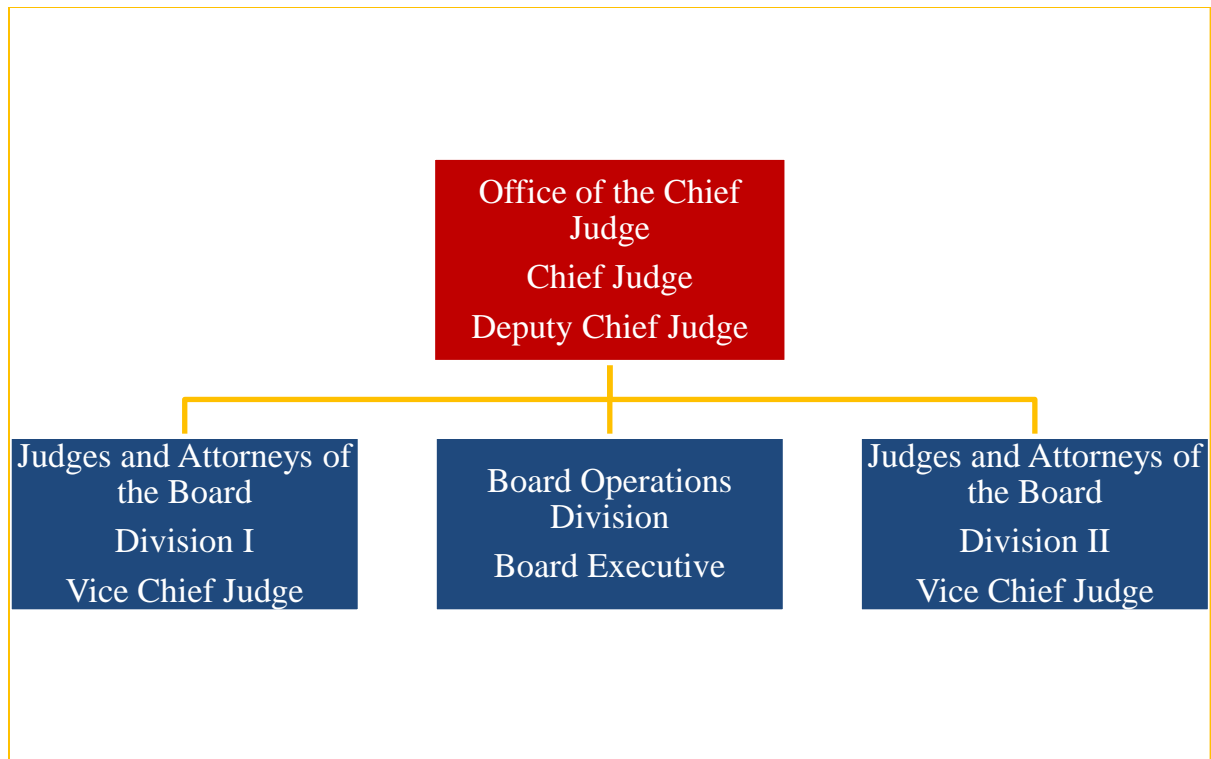 Office of the Chief
Judge
Chief Judge
Deputy Chief Judge
Judges and Attorneys of
the Board
Division I
Vice Chief Judge
Board Operations
Division
Board Executive
Judges and Attorneys of
the Board
Division II
Vice Chief Judge